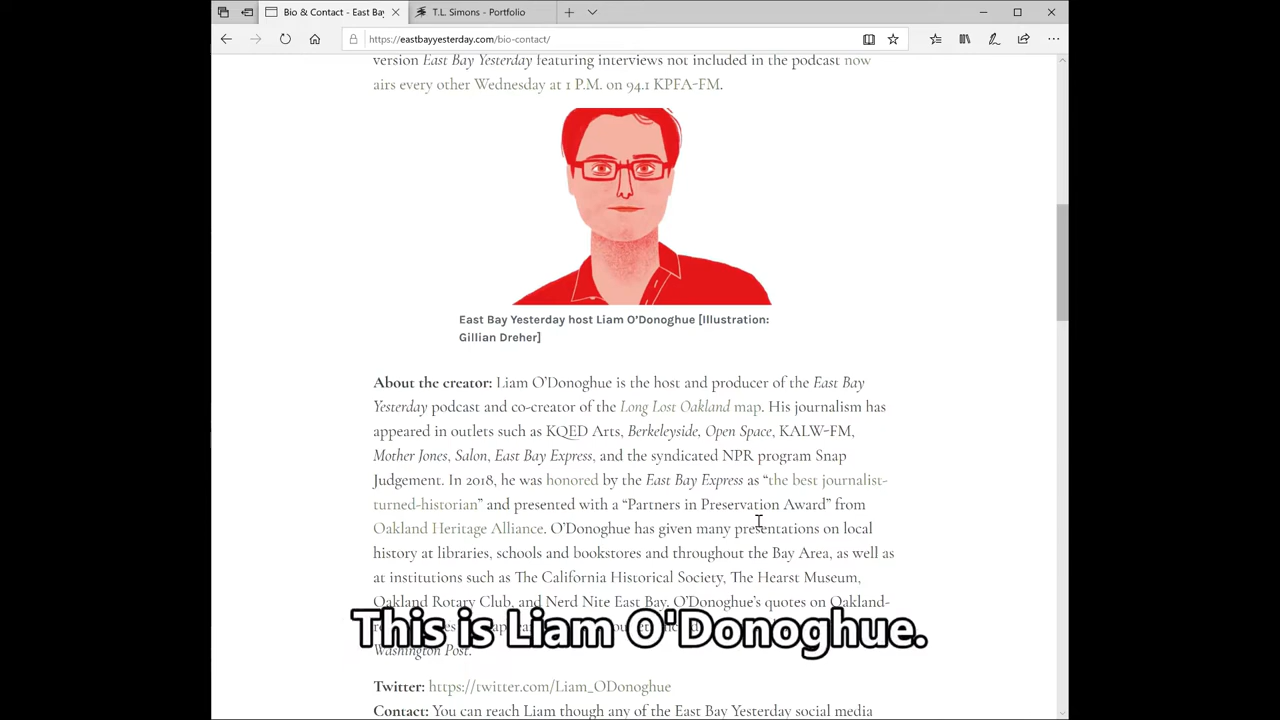 Bio & Contact - East Bay
T.L. Simons - Portfolio
https://eastbayyesterday.com/bio-contact/
version East Bay Yesterday featuring interviews not included in the podcast now
airs every other Wednesday at 1 P.M. on 94.1 KPFA-FM.
East Bay Yesterday host Liam O'Donoghue [Illustration:
Gillian Dreher]
About the creator: Liam O'Donoghue is the host and producer of the East Bay
Yesterday podcast and co-creator of the Long Lost Oakland map. His journalism has
appeared in outlets such as KQED Arts, Berkeleyside, Open Space, KALW-FM,
Mother Jones, Salon, East Bay Express, and the syndicated NPR program Snap
Judgement. In 2018, he was honored by the East Bay Express as “the best journalist-
turned-historian” and presented with a “Partners in Preservation Award” from
Oakland Heritage Alliance. O'Donoghue has given many presentations on local
history at libraries, schools and bookstores and throughout the Bay Area, as well as
at institutions such as The California Historical Society, The Hearst Museum,
Oakland Rotary Club, and Nerd Nite East Bay. O'Donoghue's quotes on Oakland-
This is Liam O'Donoghue.
Washington Post.
Twitter: https://twitter.com/Liam_ODonoghue
Contact: You can reach Liam though any of the East Bay Yesterday social media